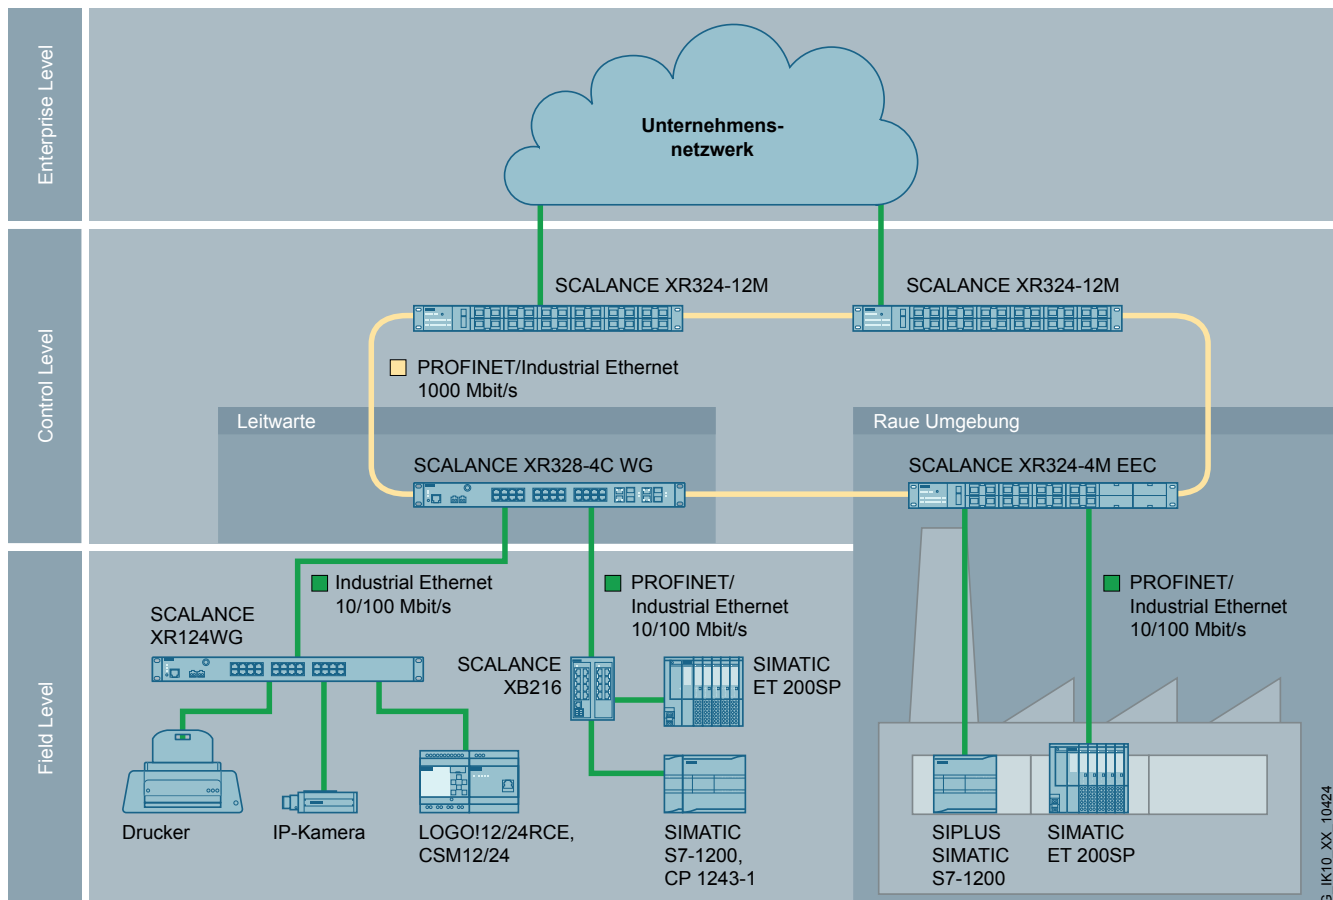 Enterprise Level
Unternehmens-
netzwerk
Control Level
SCALANCE XR324-12M
SCALANCE XR324-12M
PROFINET/Industrial Ethernet
1000 Mbit/s
Leitwarte
SCALANCE XR328-4C WG
Raue Umgebung
SCALANCE XR324-4M EEC
Field Level
Industrial Ethernet
10/100 Mbit/s
PROFINET/
Industrial Ethernet
10/100 Mbit/s
PROFINET/
Industrial Ethernet
10/100 Mbit/s
SCALANCE
XR124WG
SCALANCE
XB216
SIMATIC
ET 200SP
Drucker
IP-Kamera
LOGO!12/24RCE,
CSM12/24
SIMATIC
S7-1200,
CP 1243-1
SIPLUS
SIMATIC
S7-1200
SIMATIC
ET 200SP
G_IK10_XX_10424